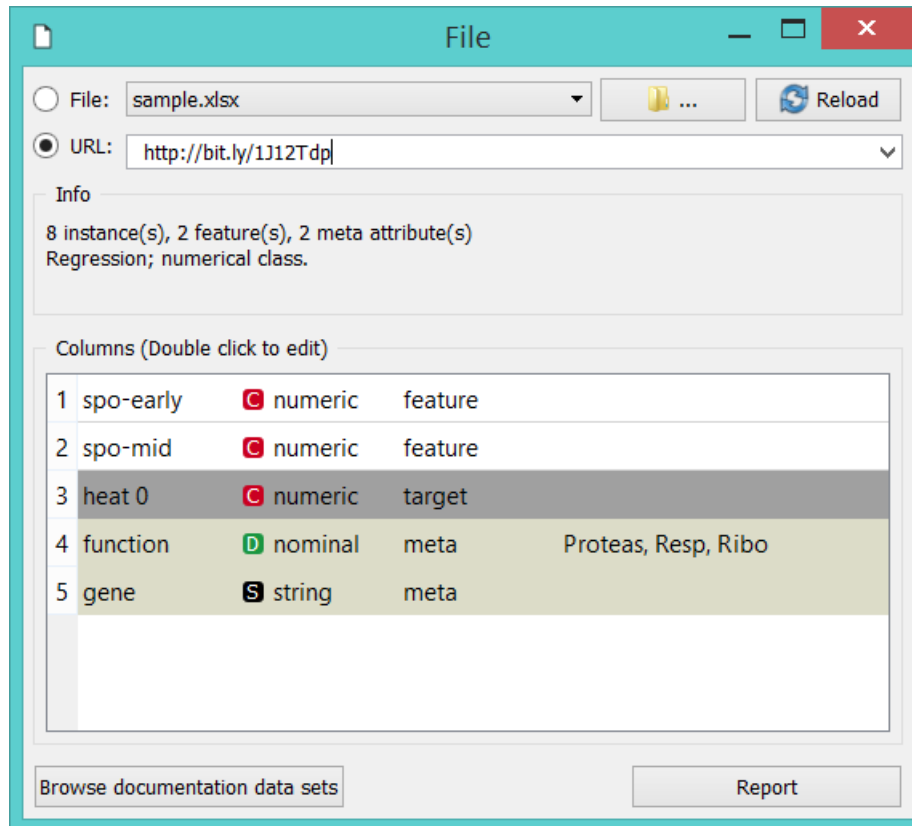 File
File: sample.xlsx ... Reload
URL: http://bit.ly/1J12Tdp
Info
8 instance(s), 2 feature(s), 2 meta attribute(s)
Regression; numerical class.
Columns (Double click to edit)
1 spo-early C numeric feature
2 spo-mid C numeric feature
3 heat 0 C numeric target
4 function D nominal meta Proteas, Resp, Ribo
5 gene S string meta
Browse documentation data sets Report